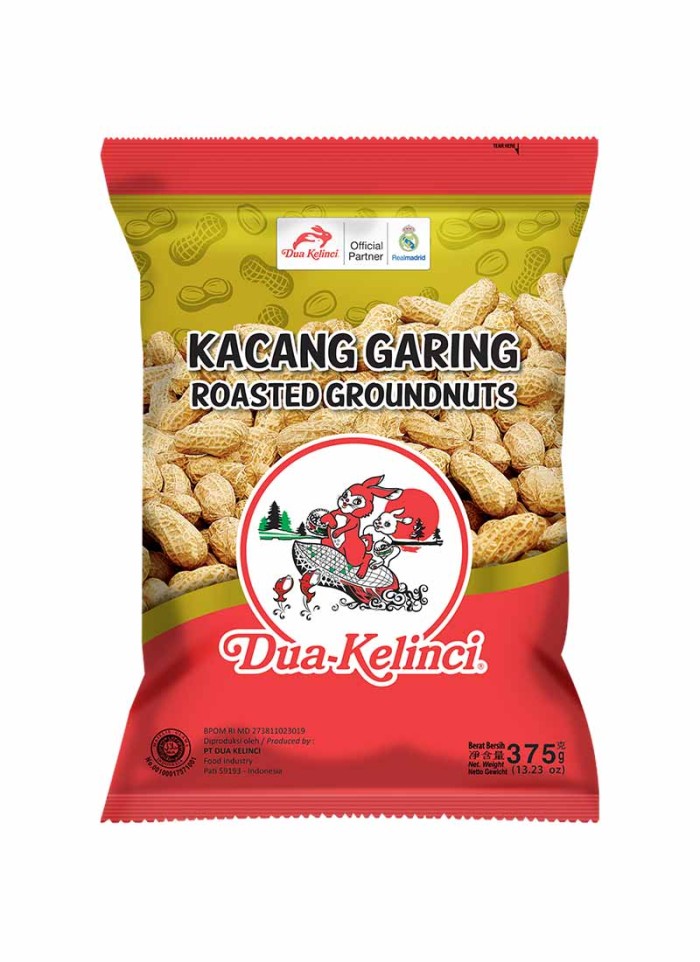 TEAR HERE
Dua Kelinci
Official
Partner
Realmadrid
KACANG GARING
ROASTED GROUNDNUTS
Dua-Kelinci®
BPOM RI MD 273811023019
Diproduksi oleh / Produced by :
PT DUA KELINCI
Food Industry
Pati 59193 - Indonesia
Berat Bersih
净含量
Net. Weight
Netto Gewicht
375g
克
(13.23 oz)